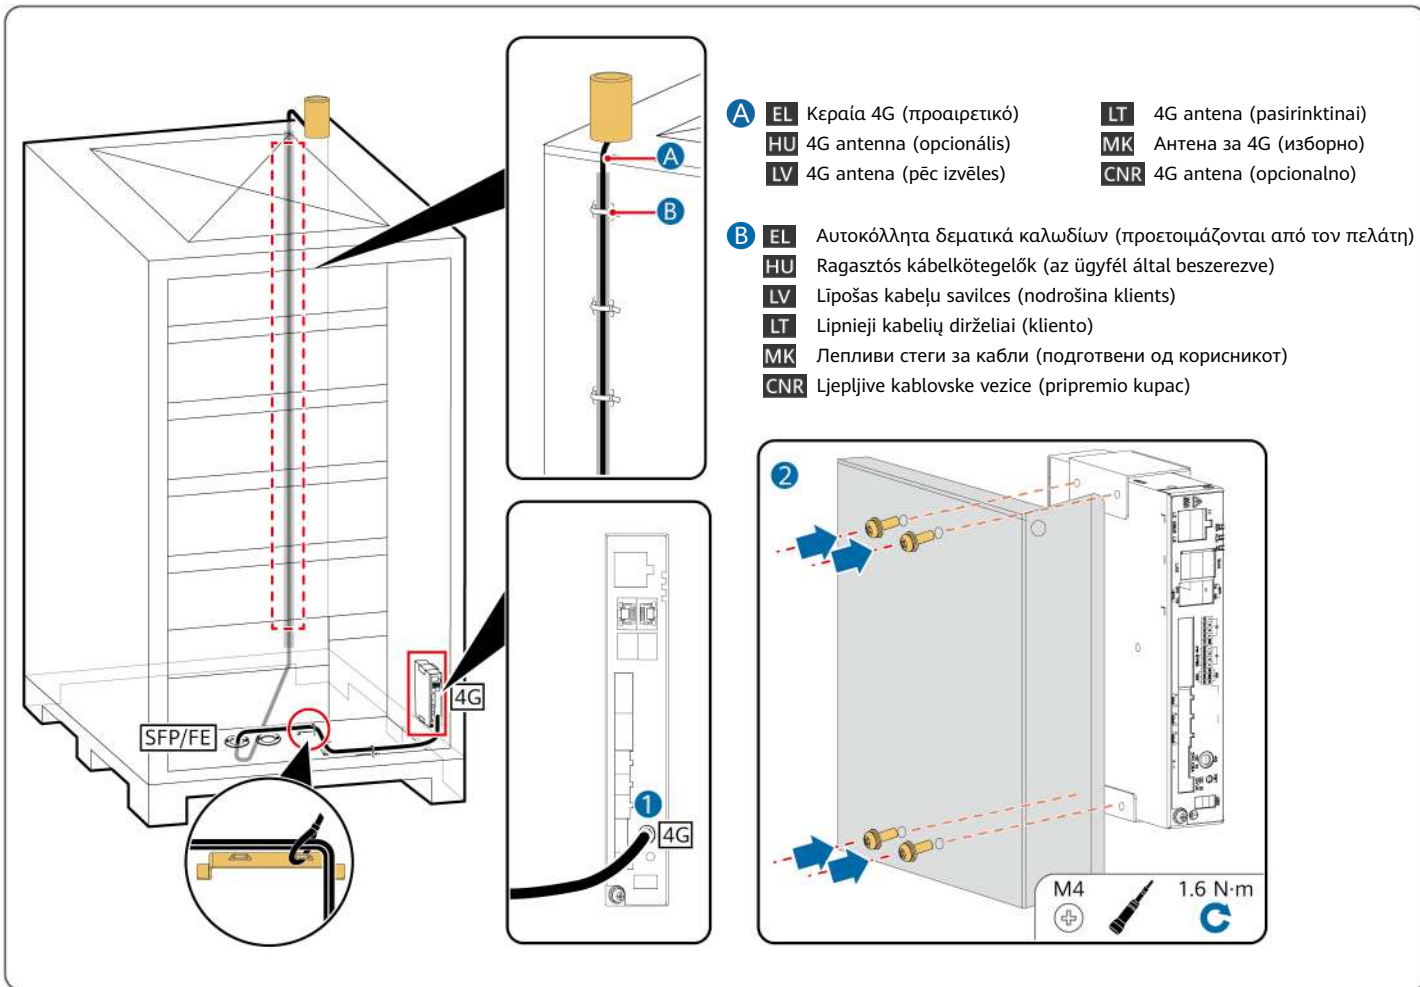 A
EL Κεραία 4G (προαιρετικό)
HU 4G antenna (opcionális)
LV 4G antena (pēc izvēles)
LT 4G antena (pasirinktinai)
MK Антена за 4G (изборно)
CNR 4G antena (opcionalno)
B
EL Αυτοκόλλητα δεματικά καλωδίων (προετοιμάζονται από τον πελάτη)
HU Ragasztós kábelkötegelők (az ügyfél által beszerezve)
LV Līpošas kabeļu savilces (nodrošina klients)
LT Lipnieji kabelių dirželiai (kliento)
MK Лепливи стеги за кабли (подготвени од корисникот)
CNR Ljepljive kablovske vezice (pripremio kupac)
A
B
4G
SFP/FE
1
4G
2
M4
1.6 N·m